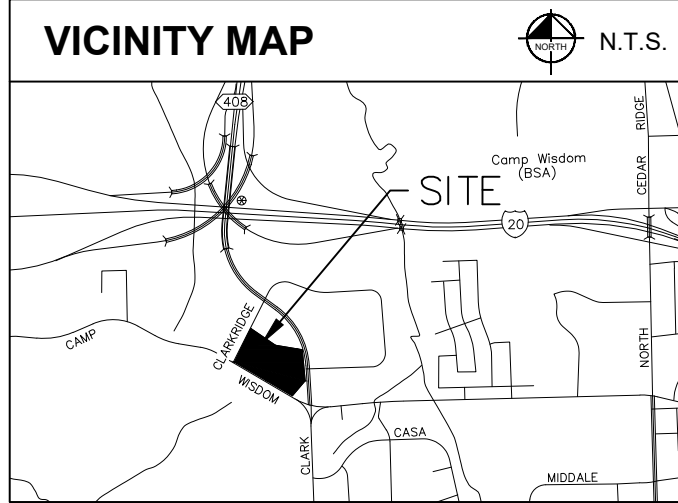 VICINITY MAP
NORTH
N.T.S.
408
RIDGE
Camp Wisdom
(BSA)
CEDAR
SITE
20
CLARKRIDGE
CAMP
NORTH
WISDOM
CLARK
CASA
MIDDALE